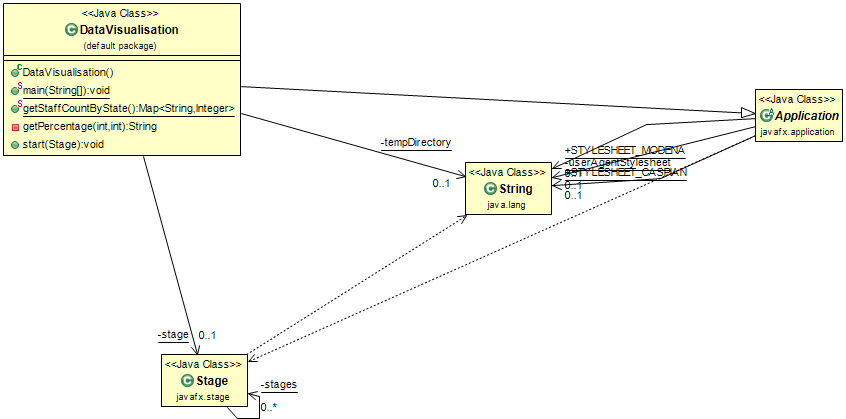 <<Java Class>>
DataVisualisation
(default package)
DataVisualisation()
main(String[]):void
getStaffCountByState():Map<String,Integer>
getPercentage(int,int):String
start(Stage):void
<<Java Class>>
Application
javafx.application
-tempDirectory
0..1
+STYLESHEET_MODENA
-userAgentStylesheet
+STYLESHEET_CASPIAN
0..1
0..1
<<Java Class>>
String
java.lang
-stage
0..1
<<Java Class>>
Stage
javafx.stage
-stages
0..*